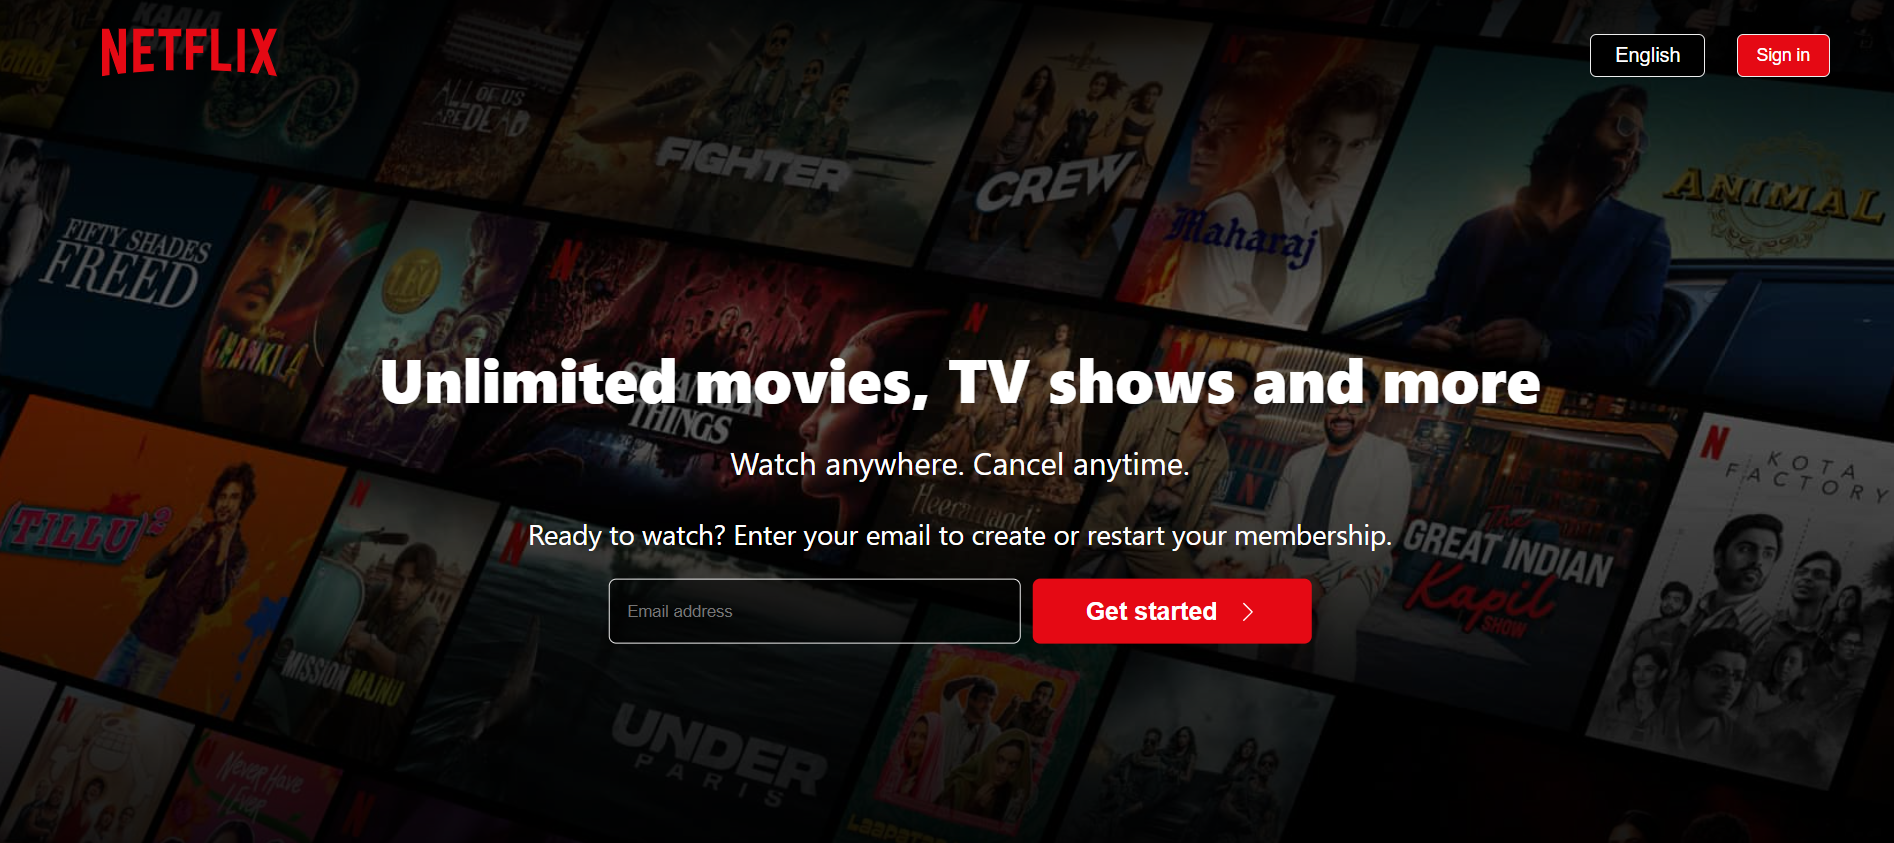 KAALA
NETFLIX
English
Sign in
ALL OF US
ARE DEAD
FIGHTER
CREW
Maharaj
ANIMAL
FIFTY SHADES
FREED
CHAMKILA
LEO
Unlimited movies, TV shows and more
THINGS
Watch anywhere. Cancel anytime.
KOTA
FACTORY
Heeramandi
TILLU 2
Ready to watch? Enter your email to create or restart your membership.
The
GREAT INDIAN
Kapil
SHOW
Email address
Get started
MISSION MAJNU
UNDER
PARIS
Never Have
I Ever